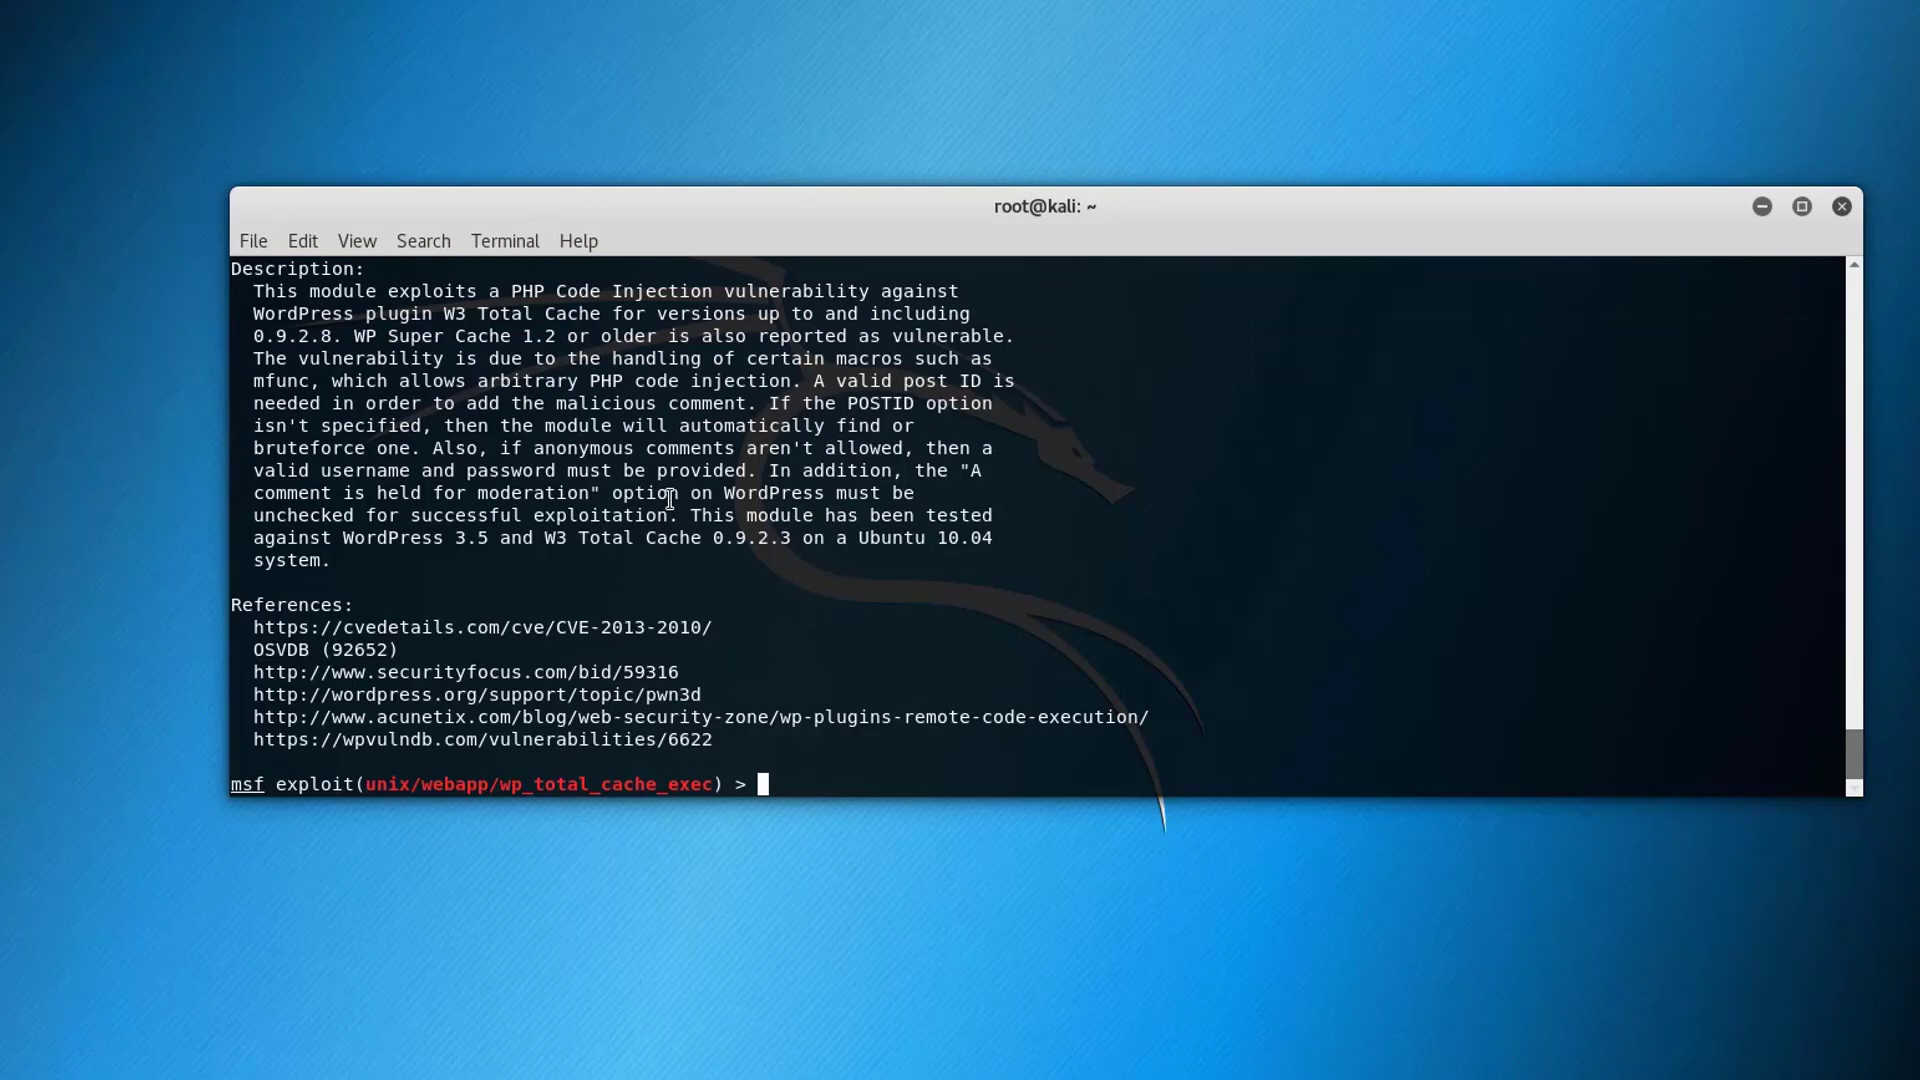 root@kali: ~
File Edit View Search Terminal Help
Description:
This module exploits a PHP Code Injection vulnerability against
WordPress plugin W3 Total Cache for versions up to and including
0.9.2.8. WP Super Cache 1.2 or older is also reported as vulnerable.
The vulnerability is due to the handling of certain macros such as
mfunc, which allows arbitrary PHP code injection. A valid post ID is
needed in order to add the malicious comment. If the POSTID option
isn't specified, then the module will automatically find or
bruteforce one. Also, if anonymous comments aren't allowed, then a
valid username and password must be provided. In addition, the "A
comment is held for moderation" option on WordPress must be
unchecked for successful exploitation. This module has been tested
against WordPress 3.5 and W3 Total Cache 0.9.2.3 on a Ubuntu 10.04
system.
References:
https://cvedetails.com/cve/CVE-2013-2010/
OSVDB (92652)
http://www.securityfocus.com/bid/59316
http://wordpress.org/support/topic/pwn3d
http://www.acunetix.com/blog/web-security-zone/wp-plugins-remote-code-execution/
https://wpvulndb.com/vulnerabilities/6622
msf exploit(unix/webapp/wp_total_cache_exec) >